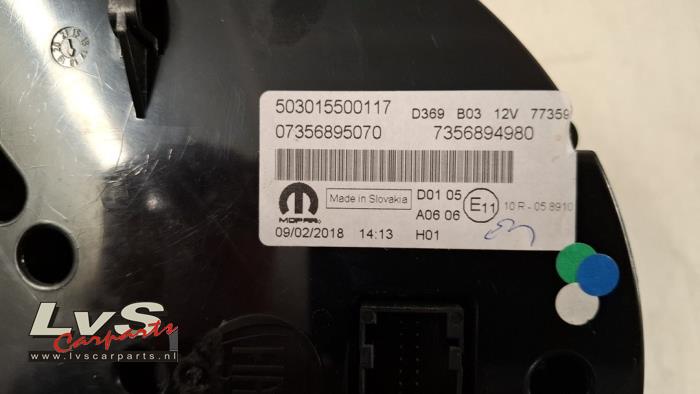 503015500117 D369 B03 12V 77359
07356895070 7356894980
MOPAR Made in Slovakia D01 05 E11 10 R - 05 8910
A06 06
09/02/2018 14:13 H01
LvS
Carparts
www.lvscarparts.nl